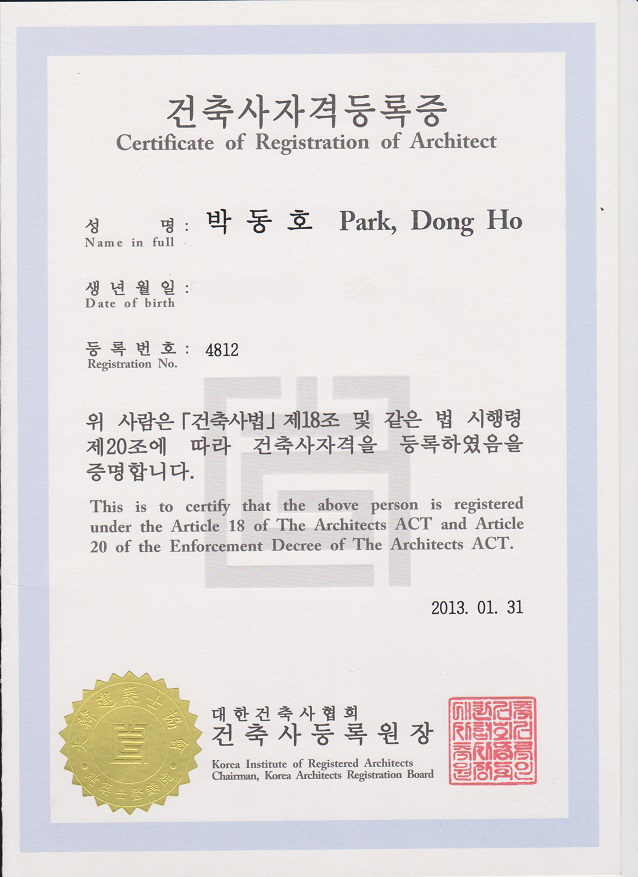 건축사자격등록증
Certificate of Registration of Architect
성 명 : 박 동 호 Park, Dong Ho
Name in full
생 년 월 일 :
Date of birth
등 록 번 호 : 4812
Registration No.
위 사람은 「건축사법」 제18조 및 같은 법 시행령
제20조에 따라 건축사자격을 등록하였음을
증명합니다.
This is to certify that the above person is registered
under the Article 18 of The Architects ACT and Article
20 of the Enforcement Decree of The Architects ACT.
2013. 01. 31
대한건축사협회
건축사등록원장
Korea Institute of Registered Architects
Chairman, Korea Architects Registration Board